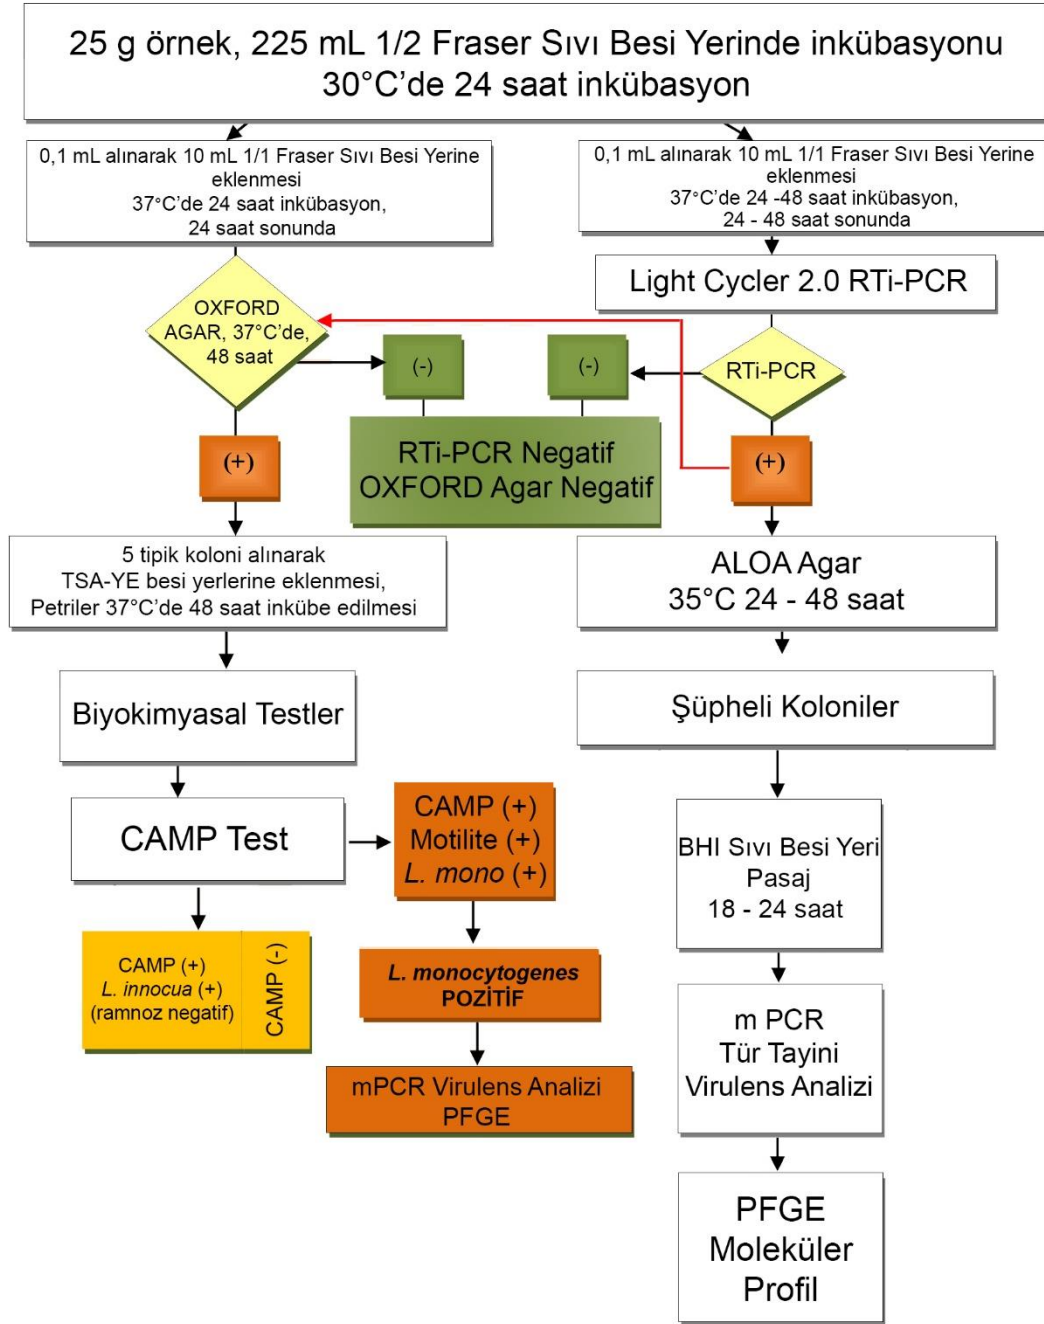 25 g örnek, 225 mL 1/2 Fraser Sıvı Besi Yerinde inkübasyonu
30°C’de 24 saat inkübasyon
0,1 mL alınarak 10 mL 1/1 Fraser Sıvı Besi Yerine
eklenmesi
37°C’de 24 saat inkübasyon,
24 saat sonunda
0,1 mL alınarak 10 mL 1/1 Fraser Sıvı Besi Yerine
eklenmesi
37°C’de 24 -48 saat inkübasyon,
24 - 48 saat sonunda
Light Cycler 2.0 RTi-PCR
OXFORD
AGAR, 37°C’de,
48 saat
(-)
(-)
RTi-PCR
RTi-PCR Negatif
OXFORD Agar Negatif
(+)
(+)
5 tipik koloni alınarak
TSA-YE besi yerlerine eklenmesi,
Petriler 37°C’de 48 saat inkübe edilmesi
ALOA Agar
35°C 24 - 48 saat
Biyokimyasal Testler
Şüpheli Koloniler
CAMP Test
CAMP (+)
Motilite (+)
L. mono (+)
BHI Sıvı Besi Yeri
Pasaj
18 - 24 saat
CAMP (+)
L. innocua (+)
(ramnoz negatif)
CAMP (-)
L. monocytogenes
POZİTİF
m PCR
Tür Tayini
Virulens Analizi
mPCR Virulens Analizi
PFGE
PFGE
Moleküler
Profil